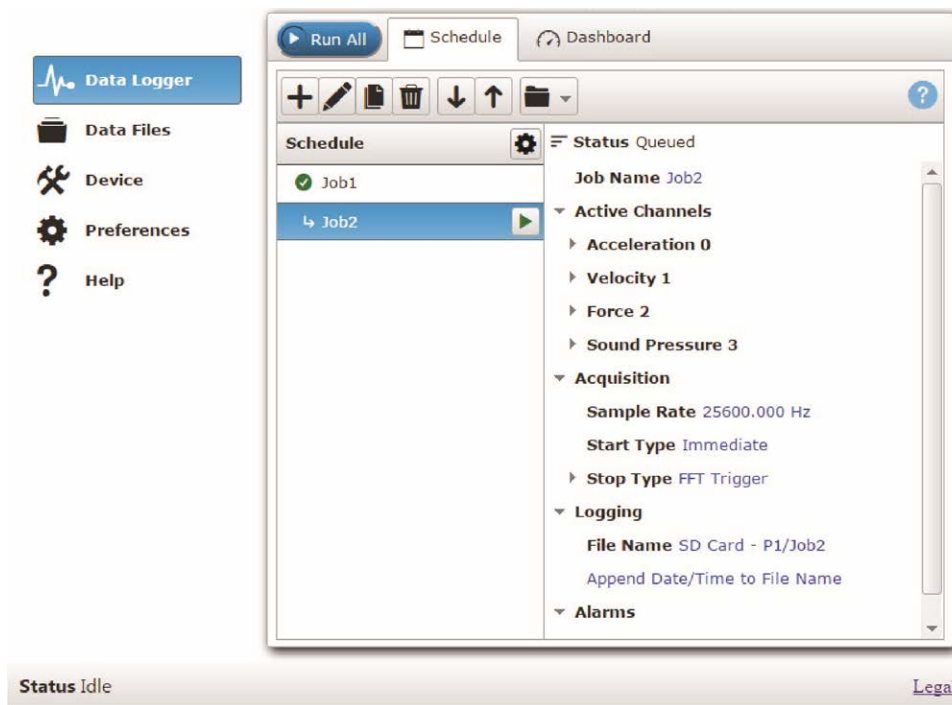 Run All
Schedule
Dashboard
Data Logger
Data Files
Device
Preferences
Help
?
Schedule
Job1
Job2
Status Queued
Job Name Job2
Active Channels
Acceleration 0
Velocity 1
Force 2
Sound Pressure 3
Acquisition
Sample Rate 25600.000 Hz
Start Type Immediate
Stop Type FFT Trigger
Logging
File Name SD Card - P1/Job2
Append Date/Time to File Name
Alarms
Status Idle
Lega